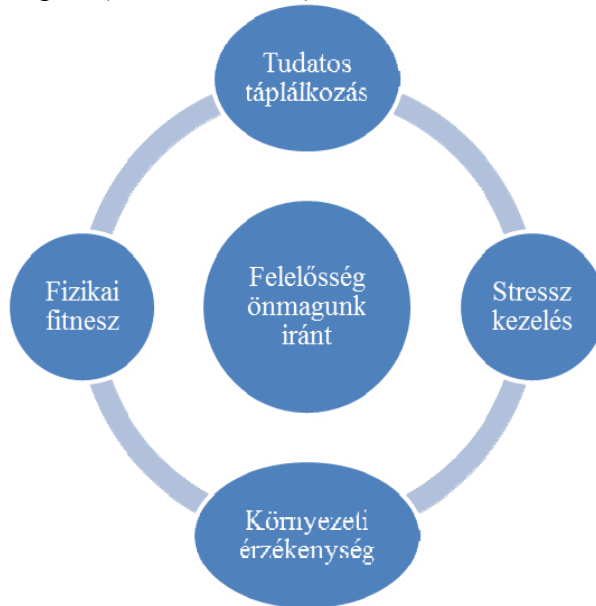 Tudatos
táplálkozás
Fizikai
fitnesz
Felelősség
önmagunk
iránt
Stressz
kezelés
Környezeti
érzékenység